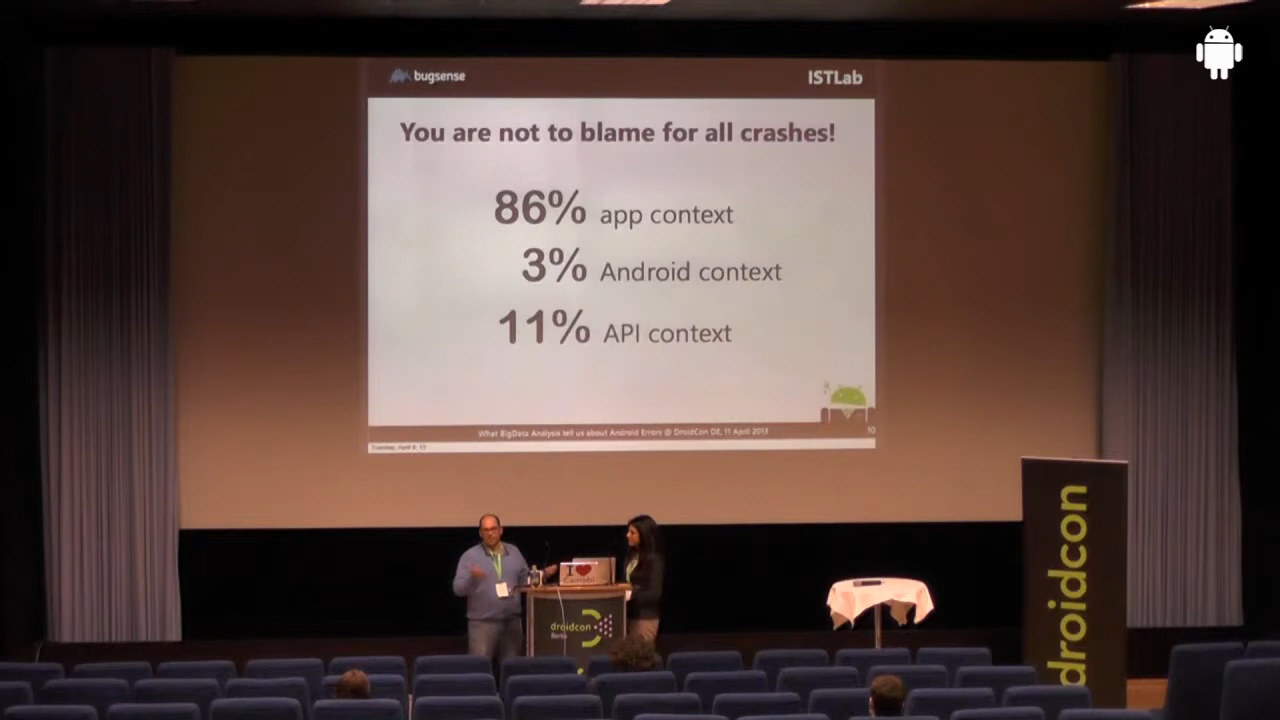 bugsense
ISTLab
You are not to blame for all crashes!
86% app context
3% Android context
11% API context
What BigData Analysis tell us about Android Errors @ DroidCon DE, 11 April 2013
10
I
droidcon
Berlin
droidcon